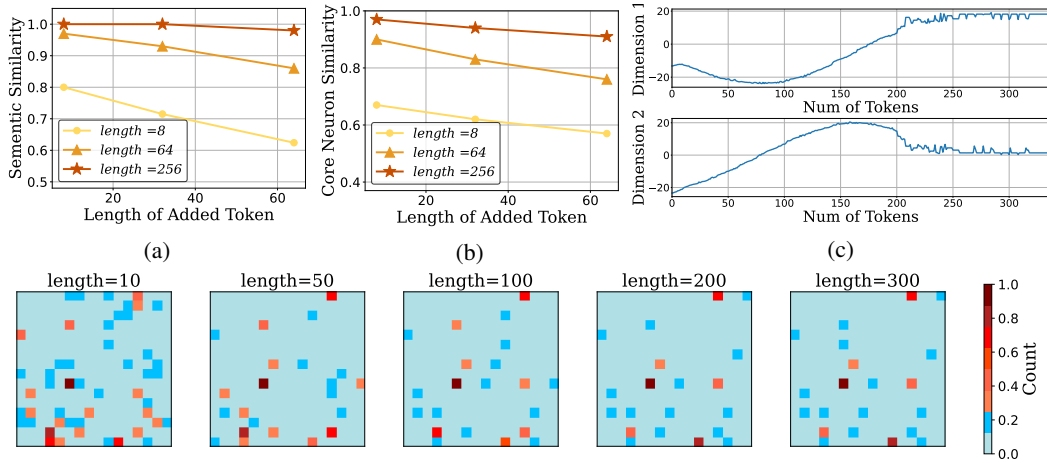 Sementic Similarity
1.0
0.9
0.8
0.7
0.6
0.5
length =8
length =64
length =256
20
40
60
Length of Added Token
(a)
Core Neuron Similarity
1.0
0.8
0.6
0.4
length =8
length =64
length =256
20
40
60
Length of Added Token
(b)
Dimension 1
20
0
−20
0
50
100
150
200
250
300
Num of Tokens
Dimension 2
20
0
−20
0
50
100
150
200
250
300
Num of Tokens
(c)
length=10
length=50
length=100
length=200
length=300
1.0
0.8
0.6
0.4
0.2
0.0
Count